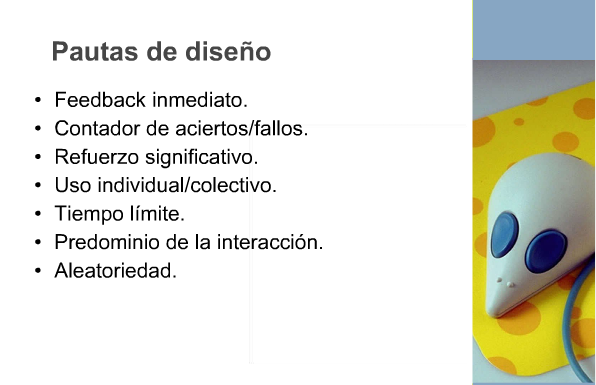 Pautas de diseño
• Feedback inmediato.
• Contador de aciertos/fallos.
• Refuerzo significativo.
• Uso individual/colectivo.
• Tiempo límite.
• Predominio de la interacción.
• Aleatoriedad.